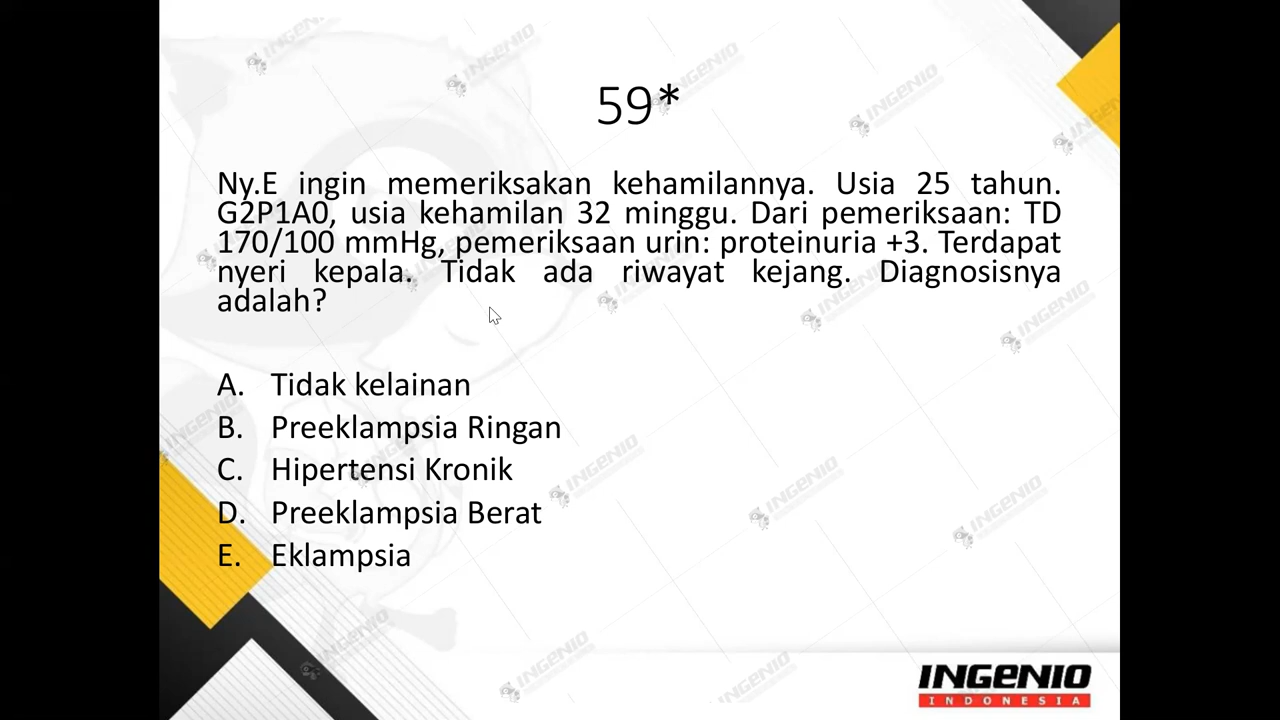 59*
Ny.E ingin memeriksakan kehamilannya. Usia 25 tahun.
G2P1A0, usia kehamilan 32 minggu. Dari pemeriksaan: TD
170/100 mmHg, pemeriksaan urin: proteinuria +3. Terdapat
nyeri kepala. Tidak ada riwayat kejang. Diagnosisnya
adalah?
A. Tidak kelainan
B. Preeklampsia Ringan
C. Hipertensi Kronik
D. Preeklampsia Berat
E. Eklampsia
INGENIO
INDONESIA